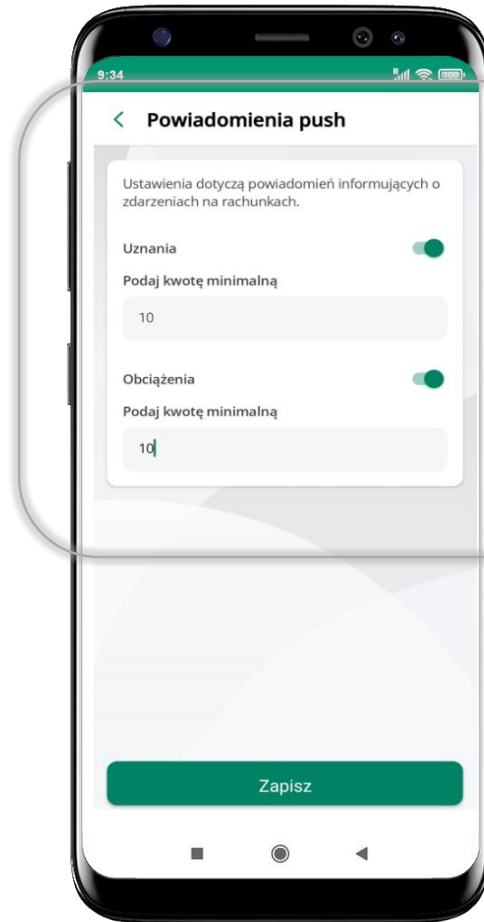 9:34
R
Powiadomienia push
Ustawienia dotyczą powiadomień informujących o
zdarzeniach na rachunkach.
Uznania
Podaj kwotę minimalną
10
Obciążenia
Podaj kwotę minimalną
10
Zapisz